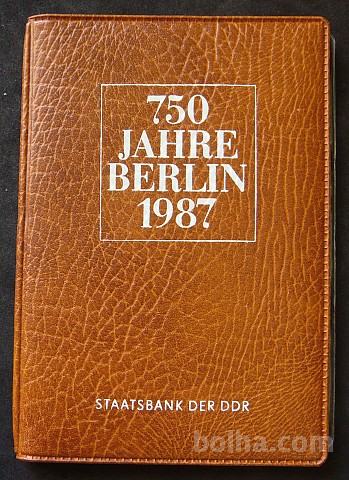 750
JAHRE
BERLIN
1987
STAATSBANK DER DDR
bolha.com